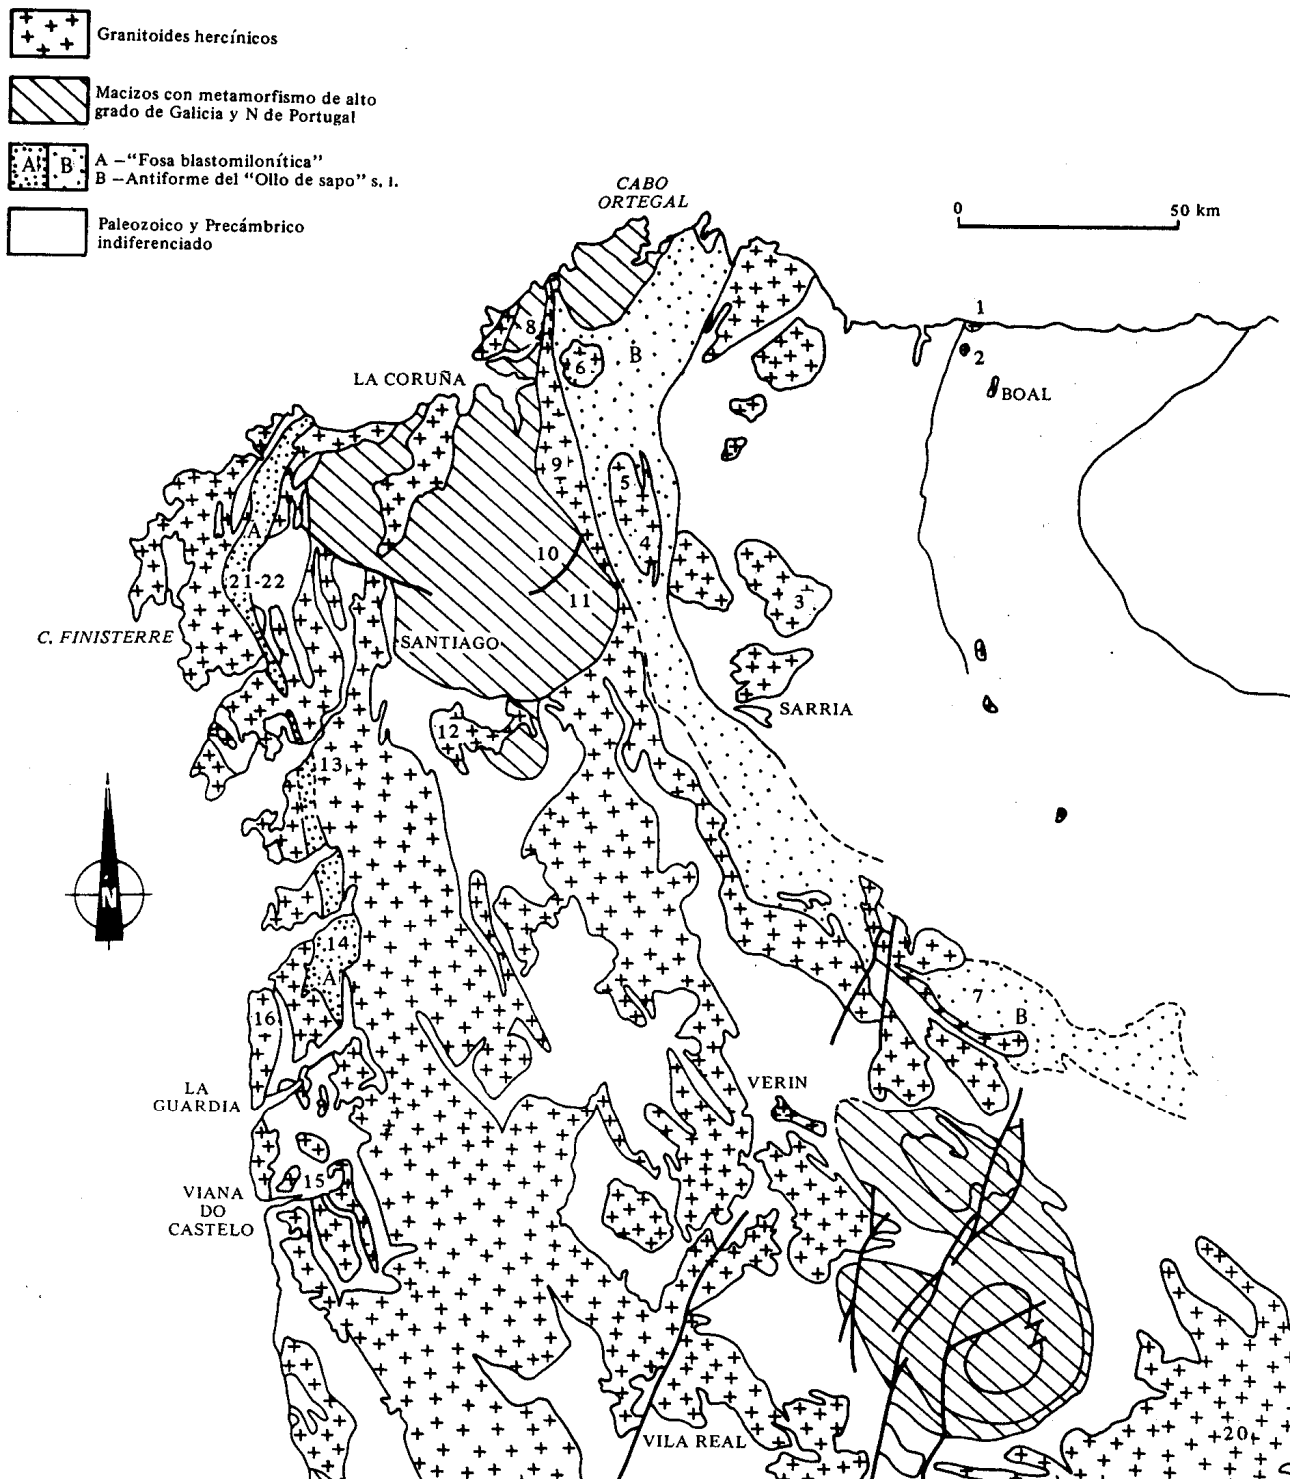 Granitoides hercínicos
Macizos con metamorfismo de alto
grado de Galicia y N de Portugal
A
B
A –“Fosa blastomilonítica”
B –Antiforme del “Ollo de sapo” s. l.
Paleozoico y Precámbrico
indiferenciado
CABO
ORTEGAL
0
50 km
1
8
2
B
6
LA CORUÑA
BOAL
9
5
A
4
10
21-22
11
3
C. FINISTERRE
SANTIAGO
SARRIA
12
13
N
14
A
7
16
B
LA
GUARDIA
VERIN
15
VIANA
DO
CASTELO
VILA REAL
20